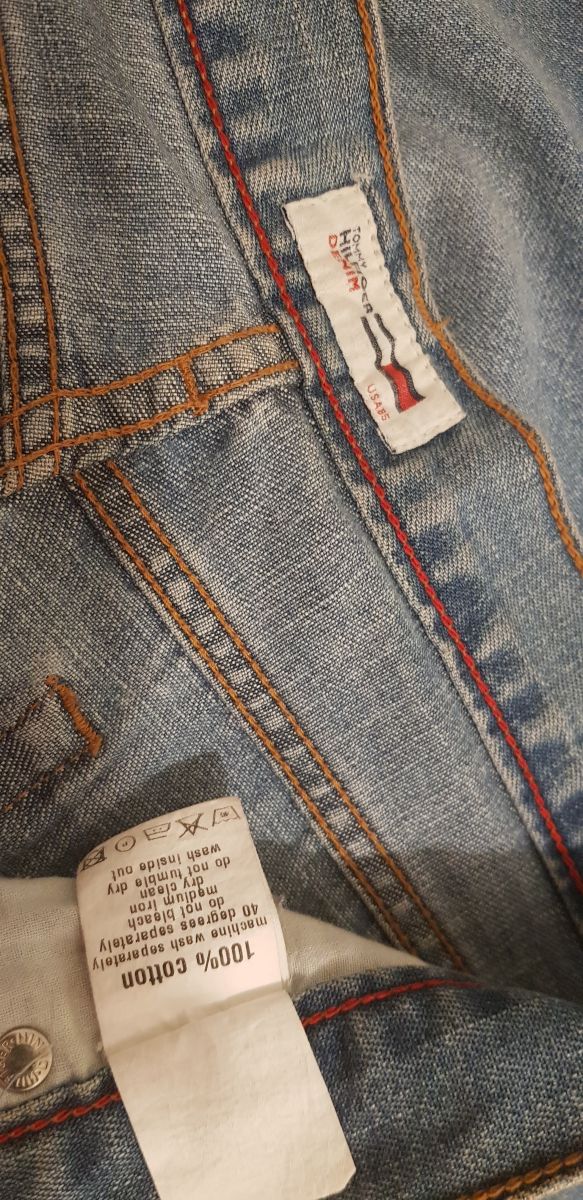 TOMMY
HILFIGER
DENIM
USA85
100% cotton
machine wash separately
40 degrees separately
do not bleach
medium iron
dry clean
do not tumble dry
wash inside out